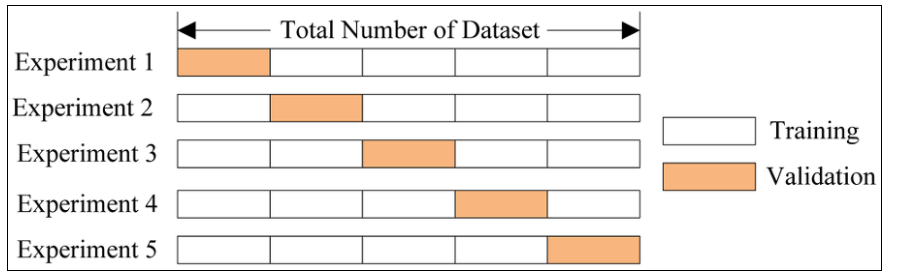 Total Number of Dataset
Experiment 1
Experiment 2
Experiment 3
Experiment 4
Experiment 5
Training
Validation